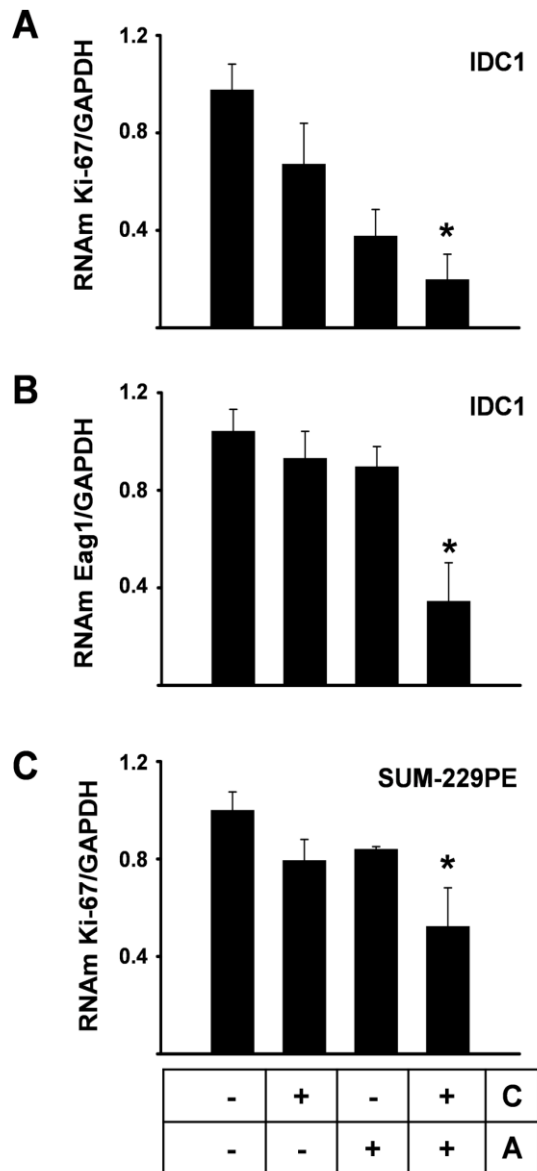 A
1.2
IDC1
0.8
0.4
*
RNAm Ki-67/GAPDH
B
1.2
IDC1
0.8
0.4
*
RNAm Eag1/GAPDH
C
1.2
SUM-229PE
0.8
0.4
*
RNAm Ki-67/GAPDH
- + - + C
- - + + A